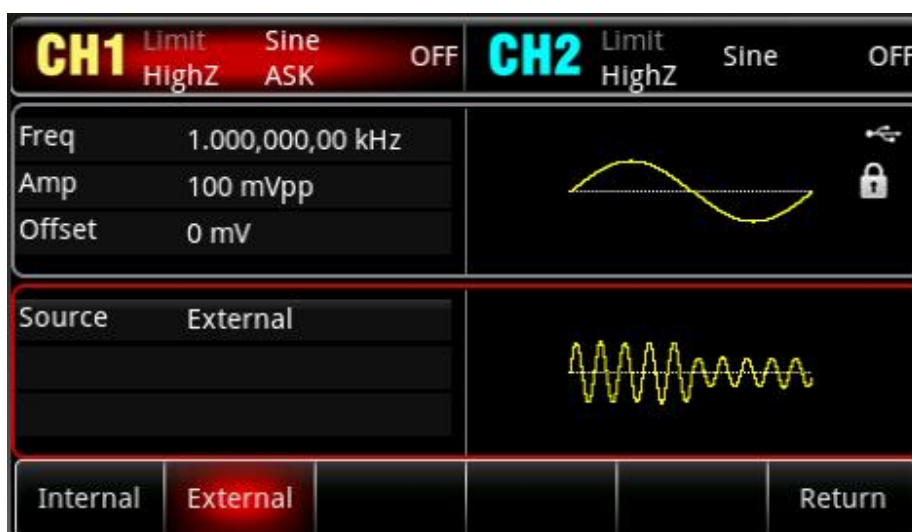 CH1 Limit Sine OFF CH2 Limit Sine OFF
HighZ ASK HighZ
Freq 1.000,000,00 kHz
Amp 100 mVpp
Offset 0 mV
Source External
Internal External Return